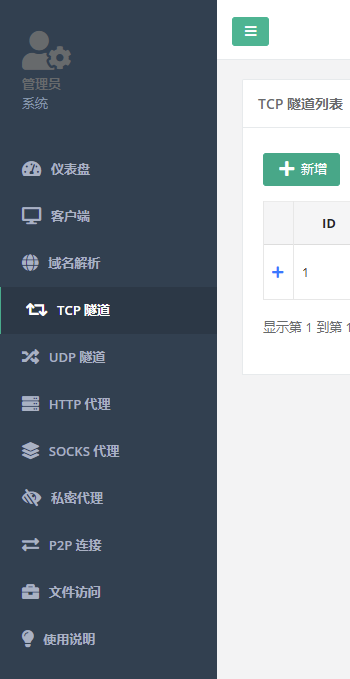 管理员
系统
仪表盘
客户端
域名解析
TCP 隧道
UDP 隧道
HTTP 代理
SOCKS 代理
私密代理
P2P 连接
文件访问
使用说明
TCP 隧道列表
新增
ID
1
显示第 1 到第 1